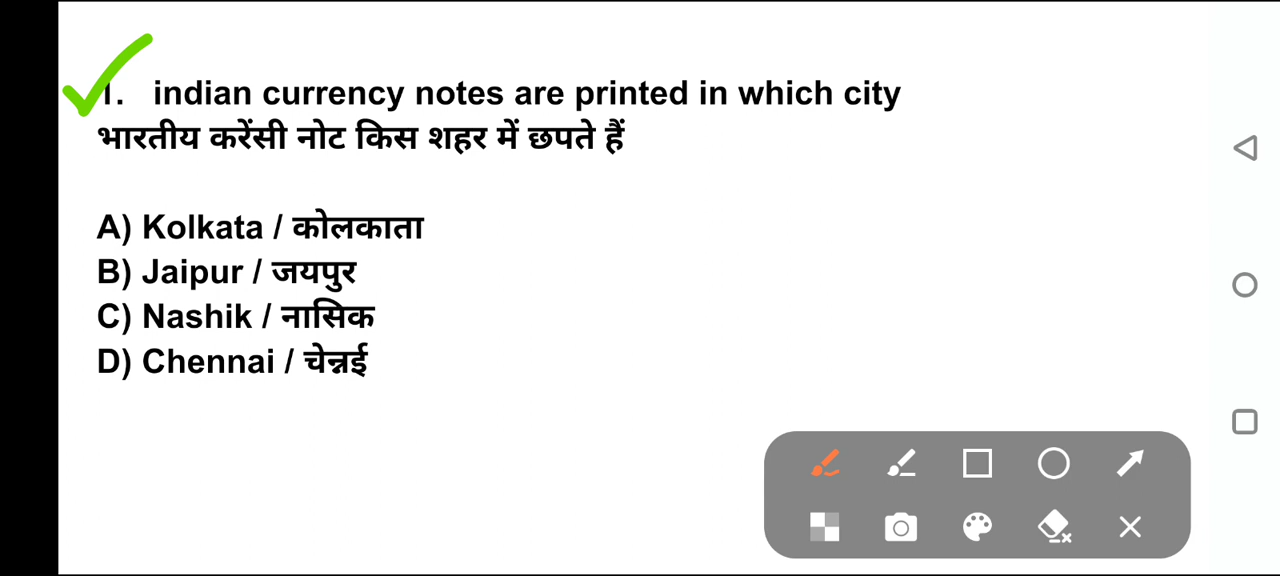 1. indian currency notes are printed in which city
भारतीय करेंसी नोट किस शहर में छपते हैं
A) Kolkata / कोलकाता
B) Jaipur / जयपुर
C) Nashik / नासिक
D) Chennai / चेन्नई